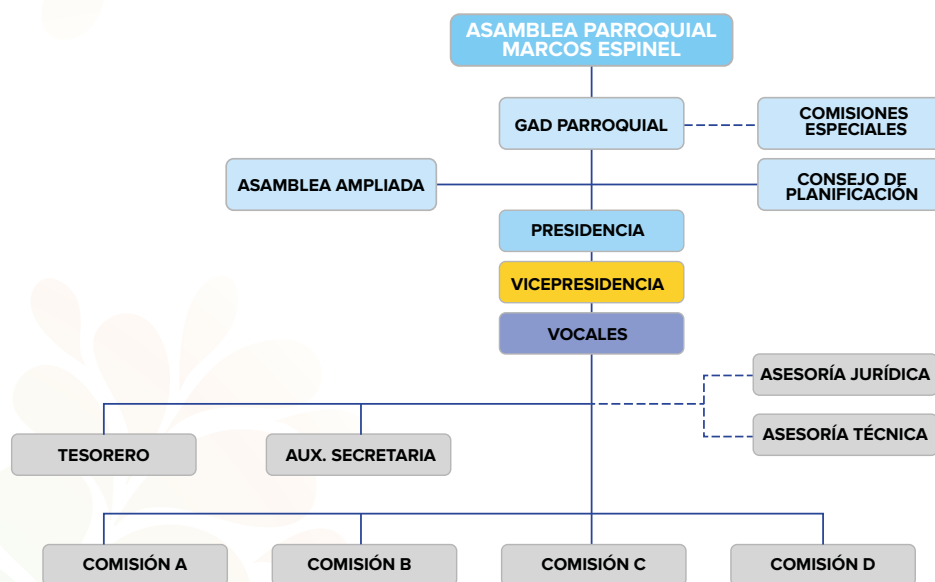 ASAMBLEA PARROQUIAL
MARCOS ESPINEL
GAD PARROQUIAL
COMISIONES
ESPECIALES
ASAMBLEA AMPLIADA
CONSEJO DE
PLANIFICACIÓN
PRESIDENCIA
VICEPRESIDENCIA
VOCALES
ASESORÍA JURÍDICA
ASESORÍA TÉCNICA
TESORERO
AUX. SECRETARIA
COMISIÓN A
COMISIÓN B
COMISIÓN C
COMISIÓN D